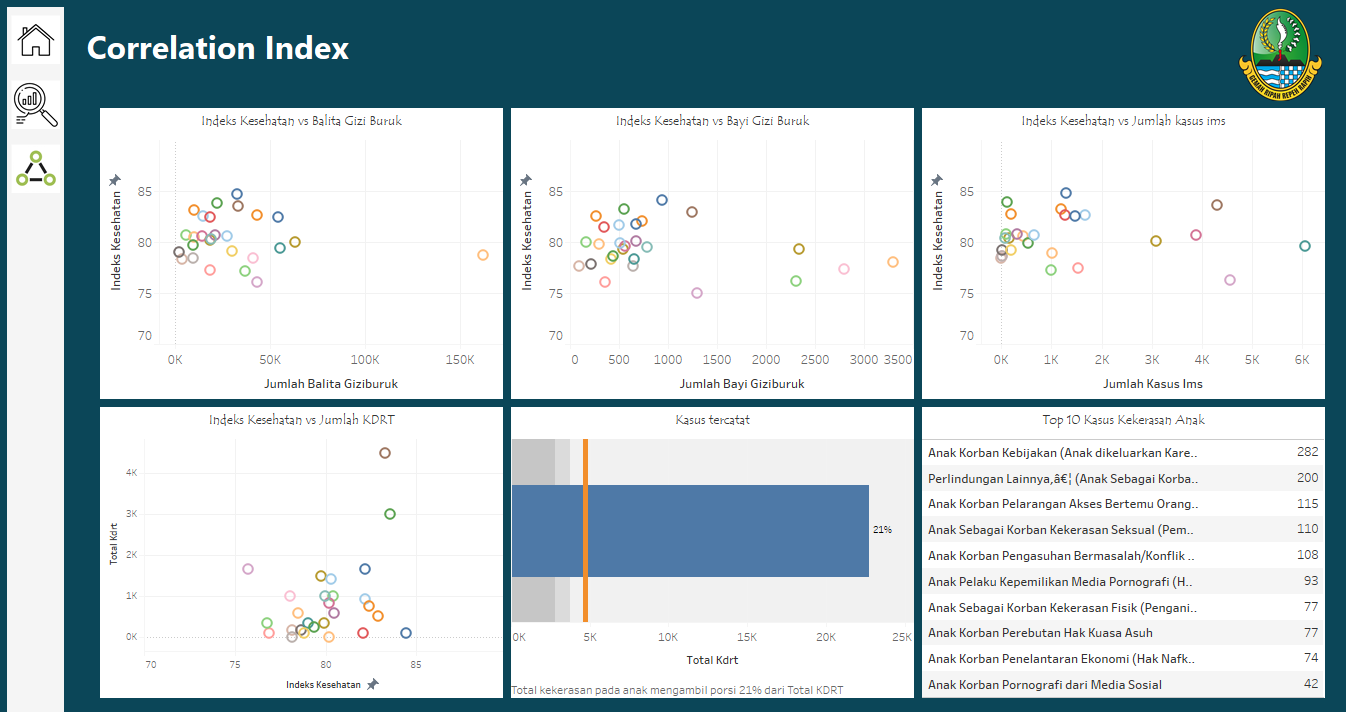 Correlation Index
GEMAH RIPAH REPEH RAPIH
Indeks Kesehatan vs Balita Gizi Buruk
Indeks Kesehatan
85
80
75
70
0K
50K
100K
150K
Jumlah Balita Giziburuk
Indeks Kesehatan vs Bayi Gizi Buruk
Indeks Kesehatan
85
80
75
70
0
500
1000
1500
2000
2500
3000
3500
Jumlah Bayi Giziburuk
Indeks Kesehatan vs Jumlah kasus ims
Indeks Kesehatan
85
80
75
70
0K
1K
2K
3K
4K
5K
6K
Jumlah Kasus Ims
Indeks Kesehatan vs Jumlah KDRT
Total Kdrt
4K
3K
2K
1K
0K
70
75
80
85
Indeks Kesehatan
Kasus tercatat
21%
0K
5K
10K
15K
20K
25K
Total Kdrt
Total kekerasan pada anak mengambil porsi 21% dari Total KDRT
Top 10 Kasus Kekerasan Anak
Anak Korban Kebijakan (Anak dikeluarkan Kare.. 282
Perlindungan Lainnya,â€¦ (Anak Sebagai Korba.. 200
Anak Korban Pelarangan Akses Bertemu Orang.. 115
Anak Sebagai Korban Kekerasan Seksual (Pem.. 110
Anak Korban Pengasuhan Bermasalah/Konflik .. 108
Anak Pelaku Kepemilikan Media Pornografi (H.. 93
Anak Sebagai Korban Kekerasan Fisik (Pengani.. 77
Anak Korban Perebutan Hak Kuasa Asuh 77
Anak Korban Penelantaran Ekonomi (Hak Nafk.. 74
Anak Korban Pornografi dari Media Sosial 42